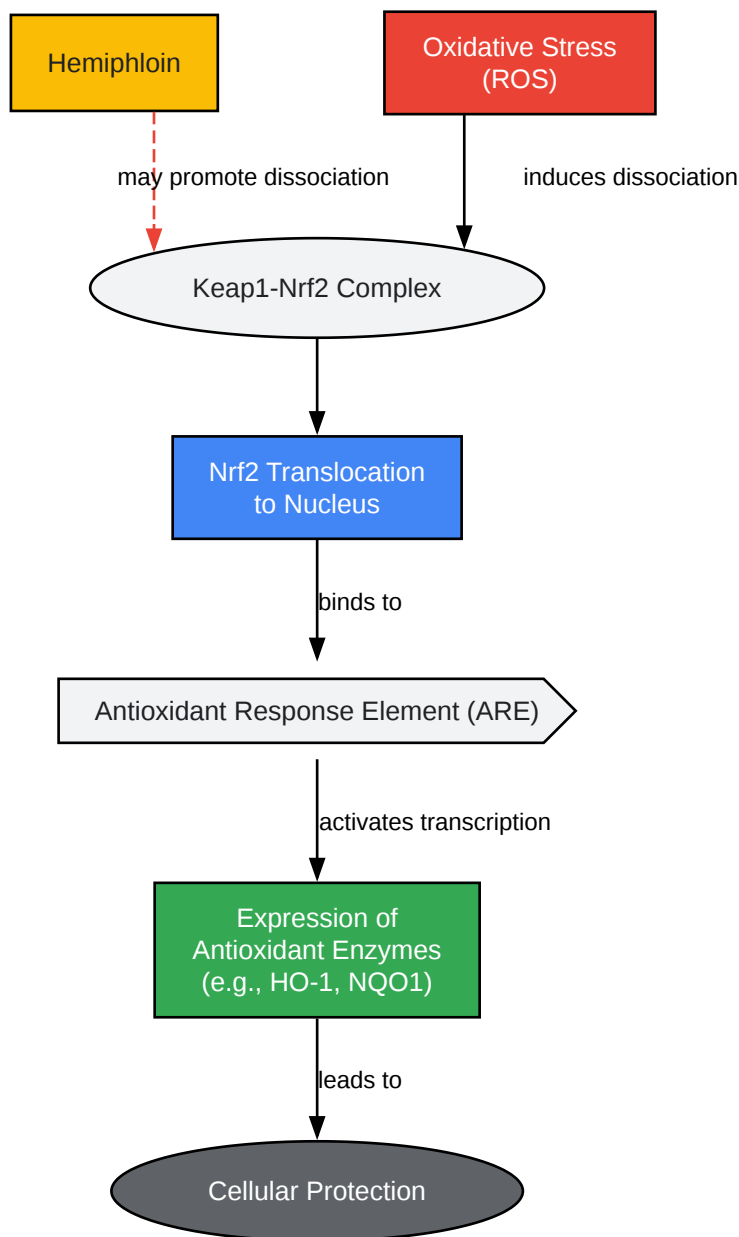 Hemiphloin
Oxidative Stress
(ROS)
may promote dissociation
induces dissociation
Keap1-Nrf2 Complex
Nrf2 Translocation
to Nucleus
binds to
Antioxidant Response Element (ARE)
activates transcription
Expression of
Antioxidant Enzymes
(e.g., HO-1, NQO1)
leads to
Cellular Protection